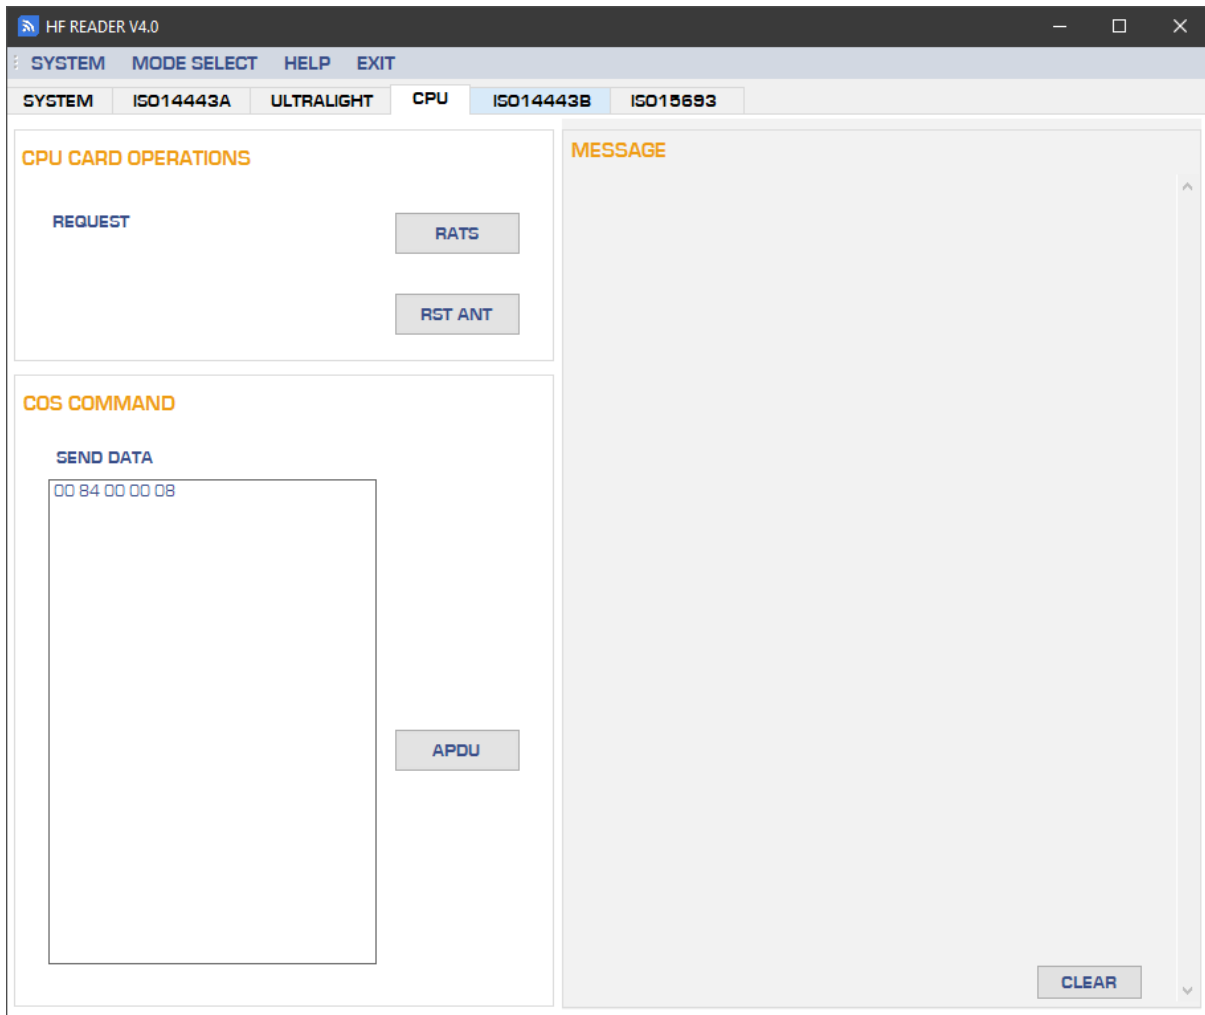 HF READER V4.0
SYSTEM MODE SELECT HELP EXIT
SYSTEM ISO14443A ULTRALIGHT CPU ISO14443B ISO15693
CPU CARD OPERATIONS
REQUEST
RATS
RST ANT
COS COMMAND
SEND DATA
00 84 00 00 08
APDU
MESSAGE
CLEAR